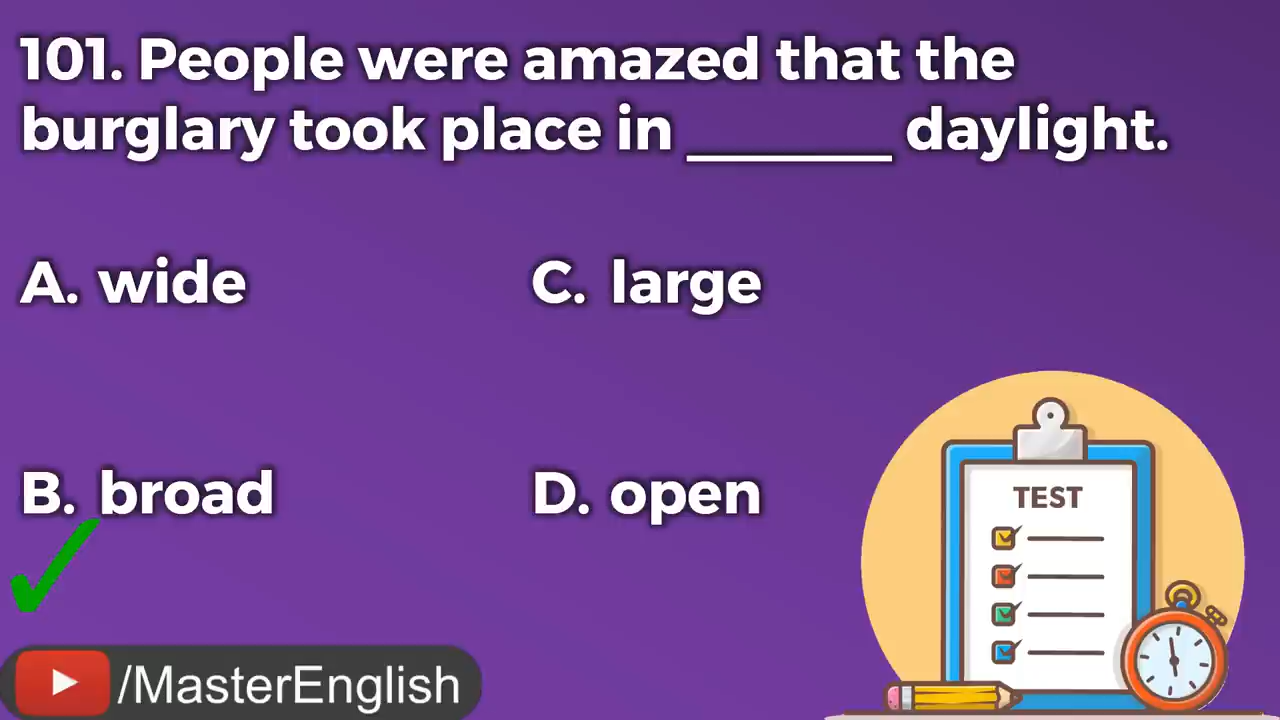 101. People were amazed that the
burglary took place in _______ daylight.
A. wide
C. large
B. broad
D. open
TEST
/MasterEnglish